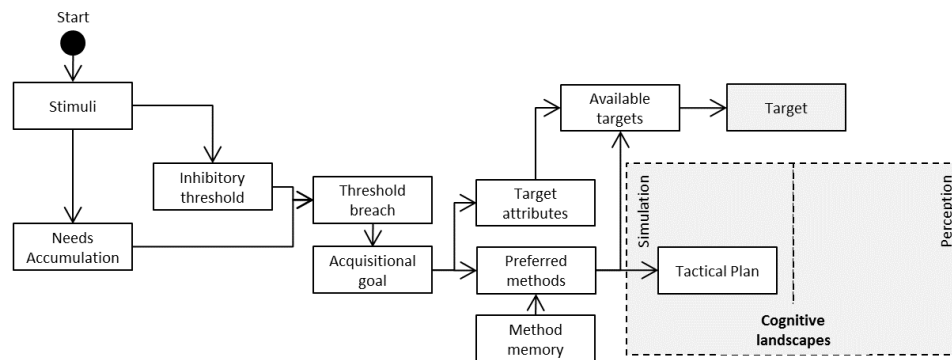 Start
Stimuli
Inhibitory
threshold
Needs
Accumulation
Threshold
breach
Acquisitional
goal
Target
attributes
Preferred
methods
Method
memory
Available
targets
Target
Simulation
Tactical Plan
Perception
Cognitive
landscapes